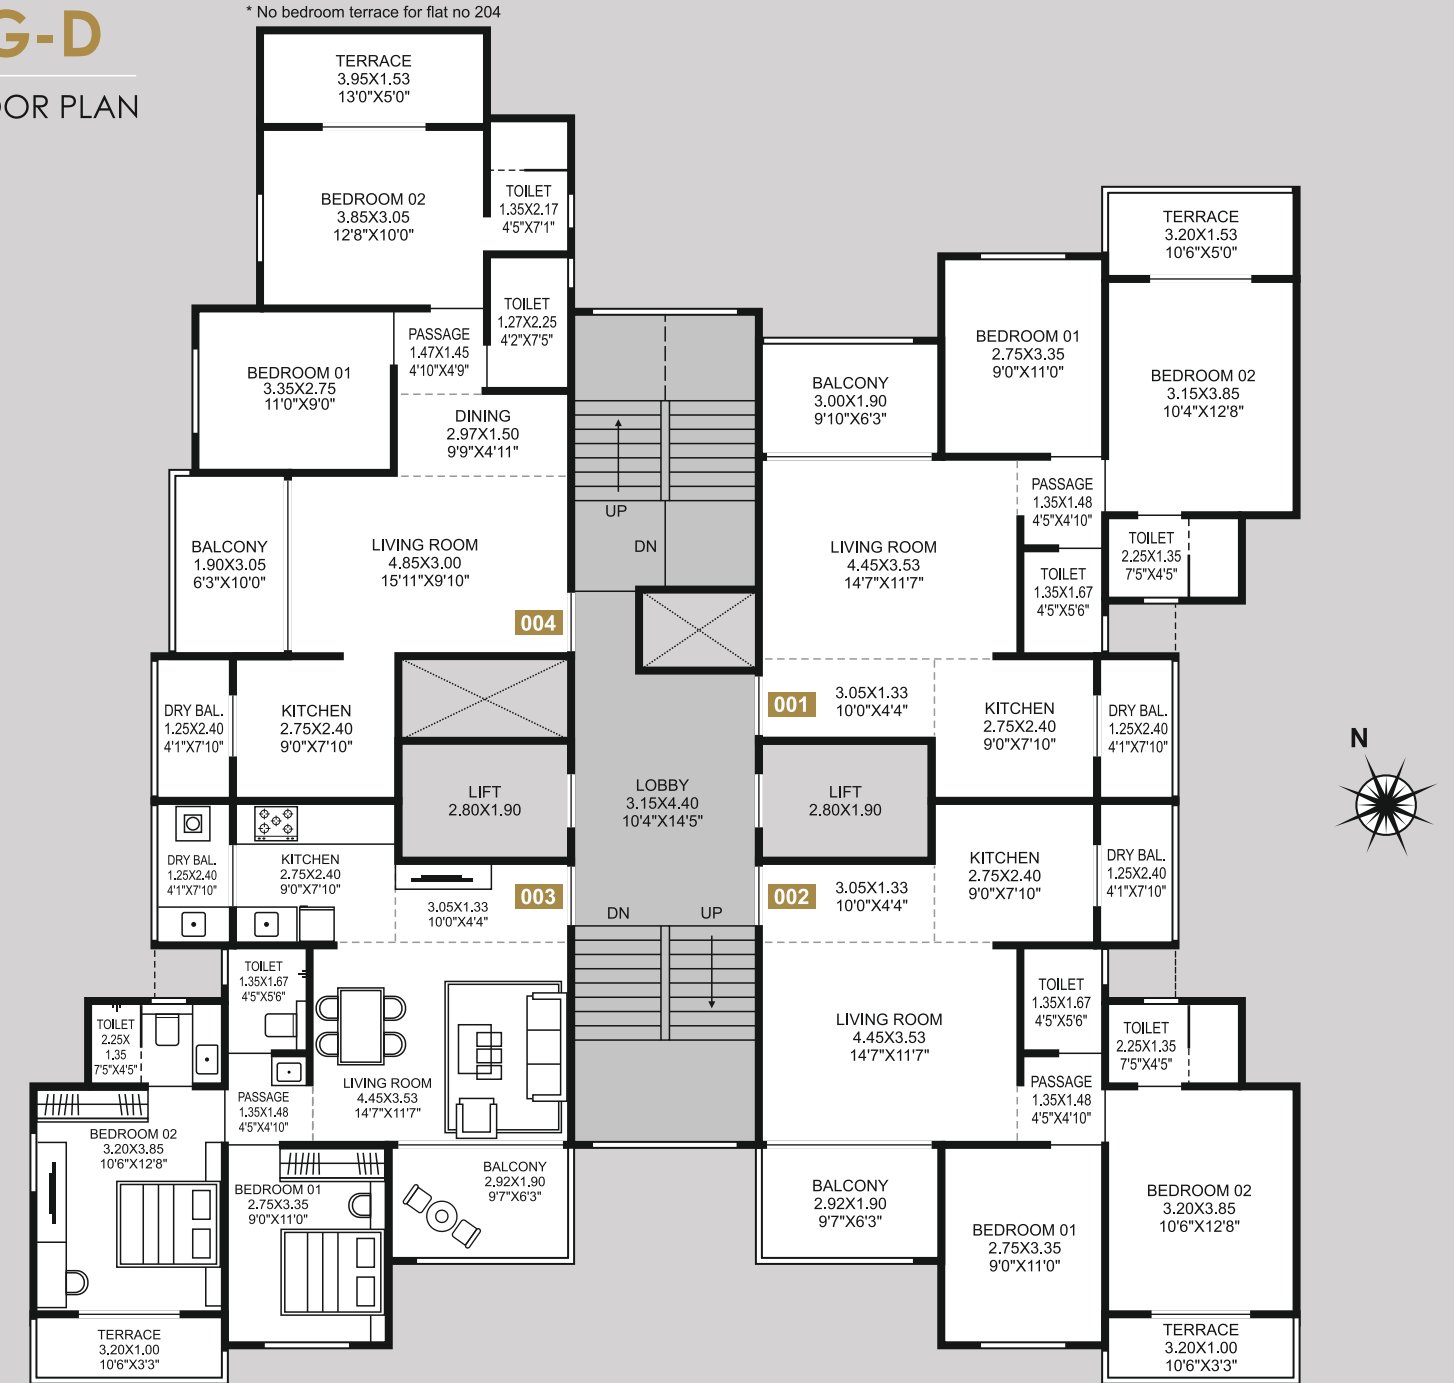 G-D
OOR PLAN
* No bedroom terrace for flat no 204
TERRACE
3.95X1.53
13'0"X5'0"
BEDROOM 02
3.85X3.05
12'8"X10'0"
TOILET
1.35X2.17
4'5"X7'1"
TOILET
1.27X2.25
4'2"X7'5"
PASSAGE
1.47X1.45
4'10"X4'9"
BEDROOM 01
3.35X2.75
11'0"X9'0"
DINING
2.97X1.50
9'9"X4'11"
BALCONY
1.90X3.05
6'3"X10'0"
LIVING ROOM
4.85X3.00
15'11"X9'10"
004
DRY BAL.
1.25X2.40
4'1"X7'10"
KITCHEN
2.75X2.40
9'0"X7'10"
LIFT
2.80X1.90
UP
DN
LOBBY
3.15X4.40
10'4"X14'5"
DN
UP
TERRACE
3.20X1.53
10'6"X5'0"
BEDROOM 01
2.75X3.35
9'0"X11'0"
BEDROOM 02
3.15X3.85
10'4"X12'8"
BALCONY
3.00X1.90
9'10"X6'3"
PASSAGE
1.35X1.48
4'5"X4'10"
LIVING ROOM
4.45X3.53
14'7"X11'7"
TOILET
2.25X1.35
7'5"X4'5"
TOILET
1.35X1.67
4'5"X5'6"
001
3.05X1.33
10'0"X4'4"
KITCHEN
2.75X2.40
9'0"X7'10"
DRY BAL.
1.25X2.40
4'1"X7'10"
LIFT
2.80X1.90
N
DRY BAL.
1.25X2.40
4'1"X7'10"
KITCHEN
2.75X2.40
9'0"X7'10"
3.05X1.33
10'0"X4'4"
003
TOILET
1.35X1.67
4'5"X5'6"
TOILET
2.25X
1.35
7'5"X4'5"
LIVING ROOM
4.45X3.53
14'7"X11'7"
PASSAGE
1.35X1.48
4'5"X4'10"
BEDROOM 02
3.20X3.85
10'6"X12'8"
BEDROOM 01
2.75X3.35
9'0"X11'0"
BALCONY
2.92X1.90
9'7"X6'3"
TERRACE
3.20X1.00
10'6"X3'3"
002
3.05X1.33
10'0"X4'4"
KITCHEN
2.75X2.40
9'0"X7'10"
DRY BAL.
1.25X2.40
4'1"X7'10"
LIVING ROOM
4.45X3.53
14'7"X11'7"
TOILET
1.35X1.67
4'5"X5'6"
TOILET
2.25X1.35
7'5"X4'5"
PASSAGE
1.35X1.48
4'5"X4'10"
BALCONY
2.92X1.90
9'7"X6'3"
BEDROOM 01
2.75X3.35
9'0"X11'0"
BEDROOM 02
3.20X3.85
10'6"X12'8"
TERRACE
3.20X1.00
10'6"X3'3"